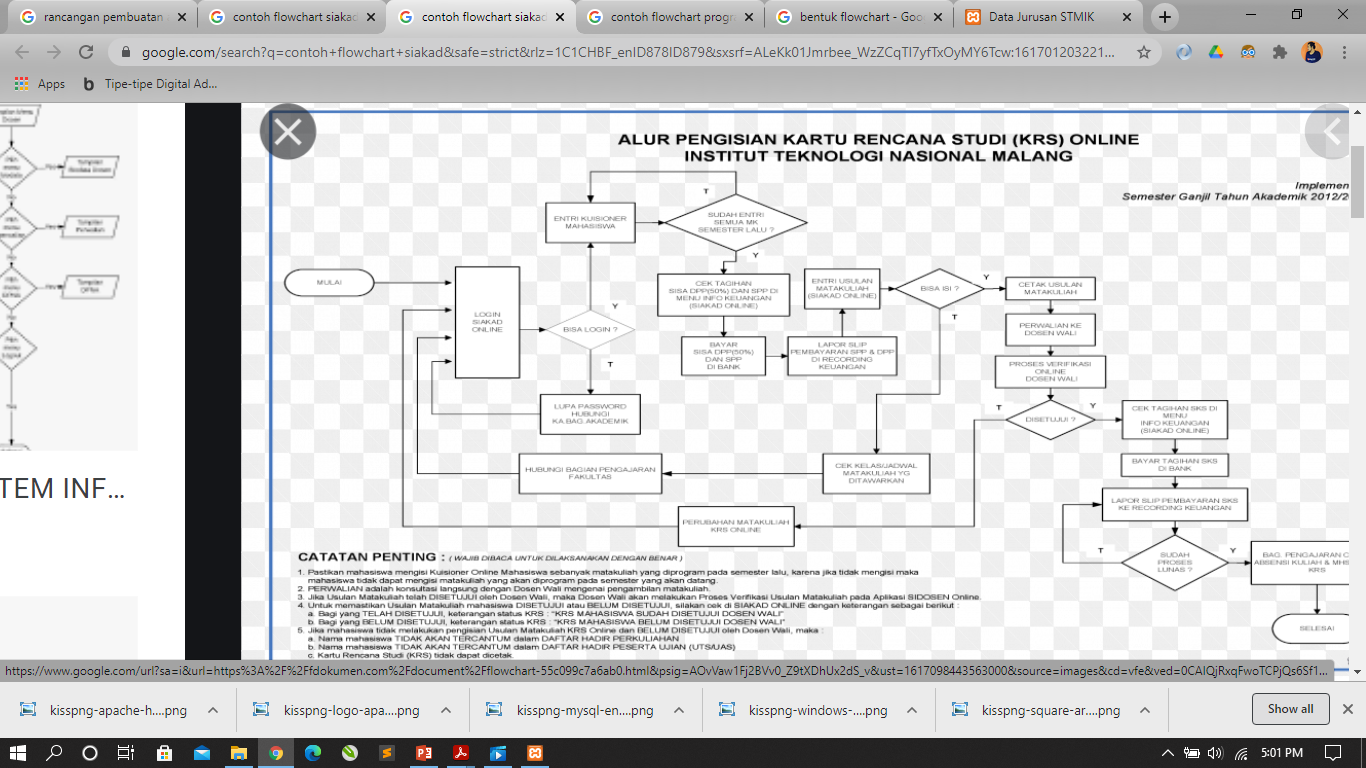 rancangan pembuatan
contoh flowchart siakad
contoh flowchart siakad
contoh flowchart progr
bentuk flowchart - Goo
Data Jurusan STMIK
google.com/search?q=contoh+flowchart+siakad&safe=strict&rlz=1C1CHBF_enID878ID879&sxsrf=ALeKk01Jmrbee_WzZCqTI7yfTxOyMY6Tcw:161701203221...
Apps
Tipe-tipe Digital Ad...
TEM INF...
ALUR PENGISIAN KARTU RENCANA STUDI (KRS) ONLINE
INSTITUT TEKNOLOGI NASIONAL MALANG
Implemen
Semester Ganjil Tahun Akademik 2012/20
MULAI
LOGIN
SIAKAD
ONLINE
BISA LOGIN ?
Y
T
ENTRI KUISIONER
MAHASISWA
T
SUDAH ENTRI
SEMUA MK
SEMESTER LALU ?
Y
CEK TAGIHAN
SISA DPP(50%) DAN SPP DI
MENU INFO KEUANGAN
(SIAKAD ONLINE)
BAYAR
SISA DPP(50%)
DAN SPP
DI BANK
LAPOR SLIP
PEMBAYARAN SPP & DPP
DI RECORDING
KEUANGAN
ENTRI USULAN
MATAKULIAH
(SIAKAD ONLINE)
BISA ISI ?
Y
T
CETAK USULAN
MATAKULIAH
PERWALIAN KE
DOSEN WALI
PROSES VERIFIKASI
ONLINE
DOSEN WALI
T
DISETUJUI ?
Y
CEK TAGIHAN SKS DI
MENU
INFO KEUANGAN
(SIAKAD ONLINE)
BAYAR TAGIHAN SKS
DI BANK
LAPOR SLIP PEMBAYARAN SKS
KE RECORDING KEUANGAN
T
SUDAH
PROSES
LUNAS ?
Y
BAG. PENGAJARAN C
ABSENSI KULIAH & MHS
KRS
SELESAI
LUPA PASSWORD
HUBUNGI
KA.BAG.AKADEMIK
HUBUNGI BAGIAN PENGAJARAN
FAKULTAS
CEK KELAS/JADWAL
MATAKULIAH YG
DITAWARKAN
PERUBAHAN MATAKULIAH
KRS ONLINE
CATATAN PENTING : ( WAJIB DIBACA UNTUK DILAKSANAKAN DENGAN BENAR )
1. Pastikan mahasiswa mengisi Kuisioner Online Mahasiswa sebanyak matakuliah yang diprogram pada semester lalu, karena jika tidak mengisi maka
mahasiswa tidak dapat mengisi matakuliah yang akan diprogram pada semester yang akan datang.
2. PERWALIAN adalah konsultasi langsung dengan Dosen Wali mengenai pengambilan matakuliah.
3. Jika Usulan Matakuliah telah DISETUJUI oleh Dosen Wali, maka Dosen Wali akan melakukan Proses Verifikasi Usulan Matakuliah pada Aplikasi SIDOSEN Online.
4. Untuk memastikan Usulan Matakuliah mahasiswa DISETUJUI atau BELUM DISETUJUI, silakan cek di SIAKAD ONLINE dengan keterangan sebagai berikut :
a. Bagi yang TELAH DISETUJUI, keterangan status KRS : "KRS MAHASISWA SUDAH DISETUJUI DOSEN WALI"
b. Bagi yang BELUM DISETUJUI, keterangan status KRS : "KRS MAHASISWA BELUM DISETUJUI DOSEN WALI"
5. Jika mahasiswa tidak melakukan pengisian Usulan Matakuliah KRS Online dan BELUM DISETUJUI oleh Dosen Wali, maka :
a. Nama mahasiswa TIDAK AKAN TERCANTUM dalam DAFTAR HADIR PERKULIAHAN
b. Nama mahasiswa TIDAK AKAN TERCANTUM dalam DAFTAR HADIR PESERTA UJIAN (UTS/UAS)
c. Kartu Rencana Studi (KRS) tidak dapat dicetak.
https://www.google.com/url?sa=i&url=https%3A%2F%2Ffdokumen.com%2Fdocument%2Fflowchart-55c099c7a6ab0.html&psig=AOvVaw1Fj2BVv0_Z9tXDhUx2dS_v&ust=1617098443563000&source=images&cd=vfe&ved=0CAIQjRxqFwoTCPjQs6Sf1...
kisspng-apache-h....png
kisspng-logo-apa....png
kisspng-mysql-en....png
kisspng-windows-....png
kisspng-square-ar....png
Show all
5:01 PM